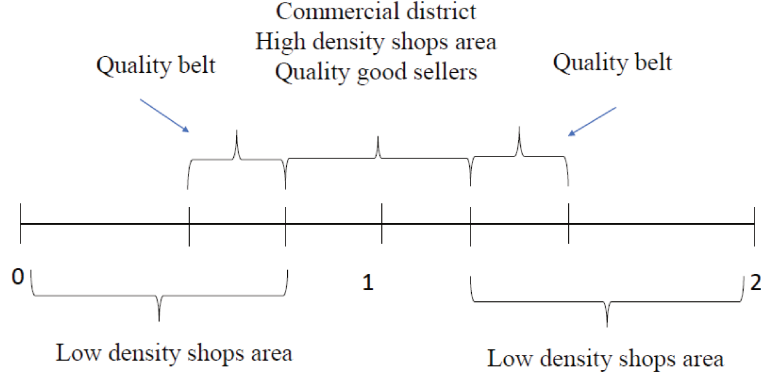 Commercial district
High density shops area
Quality good sellers
Quality belt
Quality belt
0
1
2
Low density shops area
Low density shops area